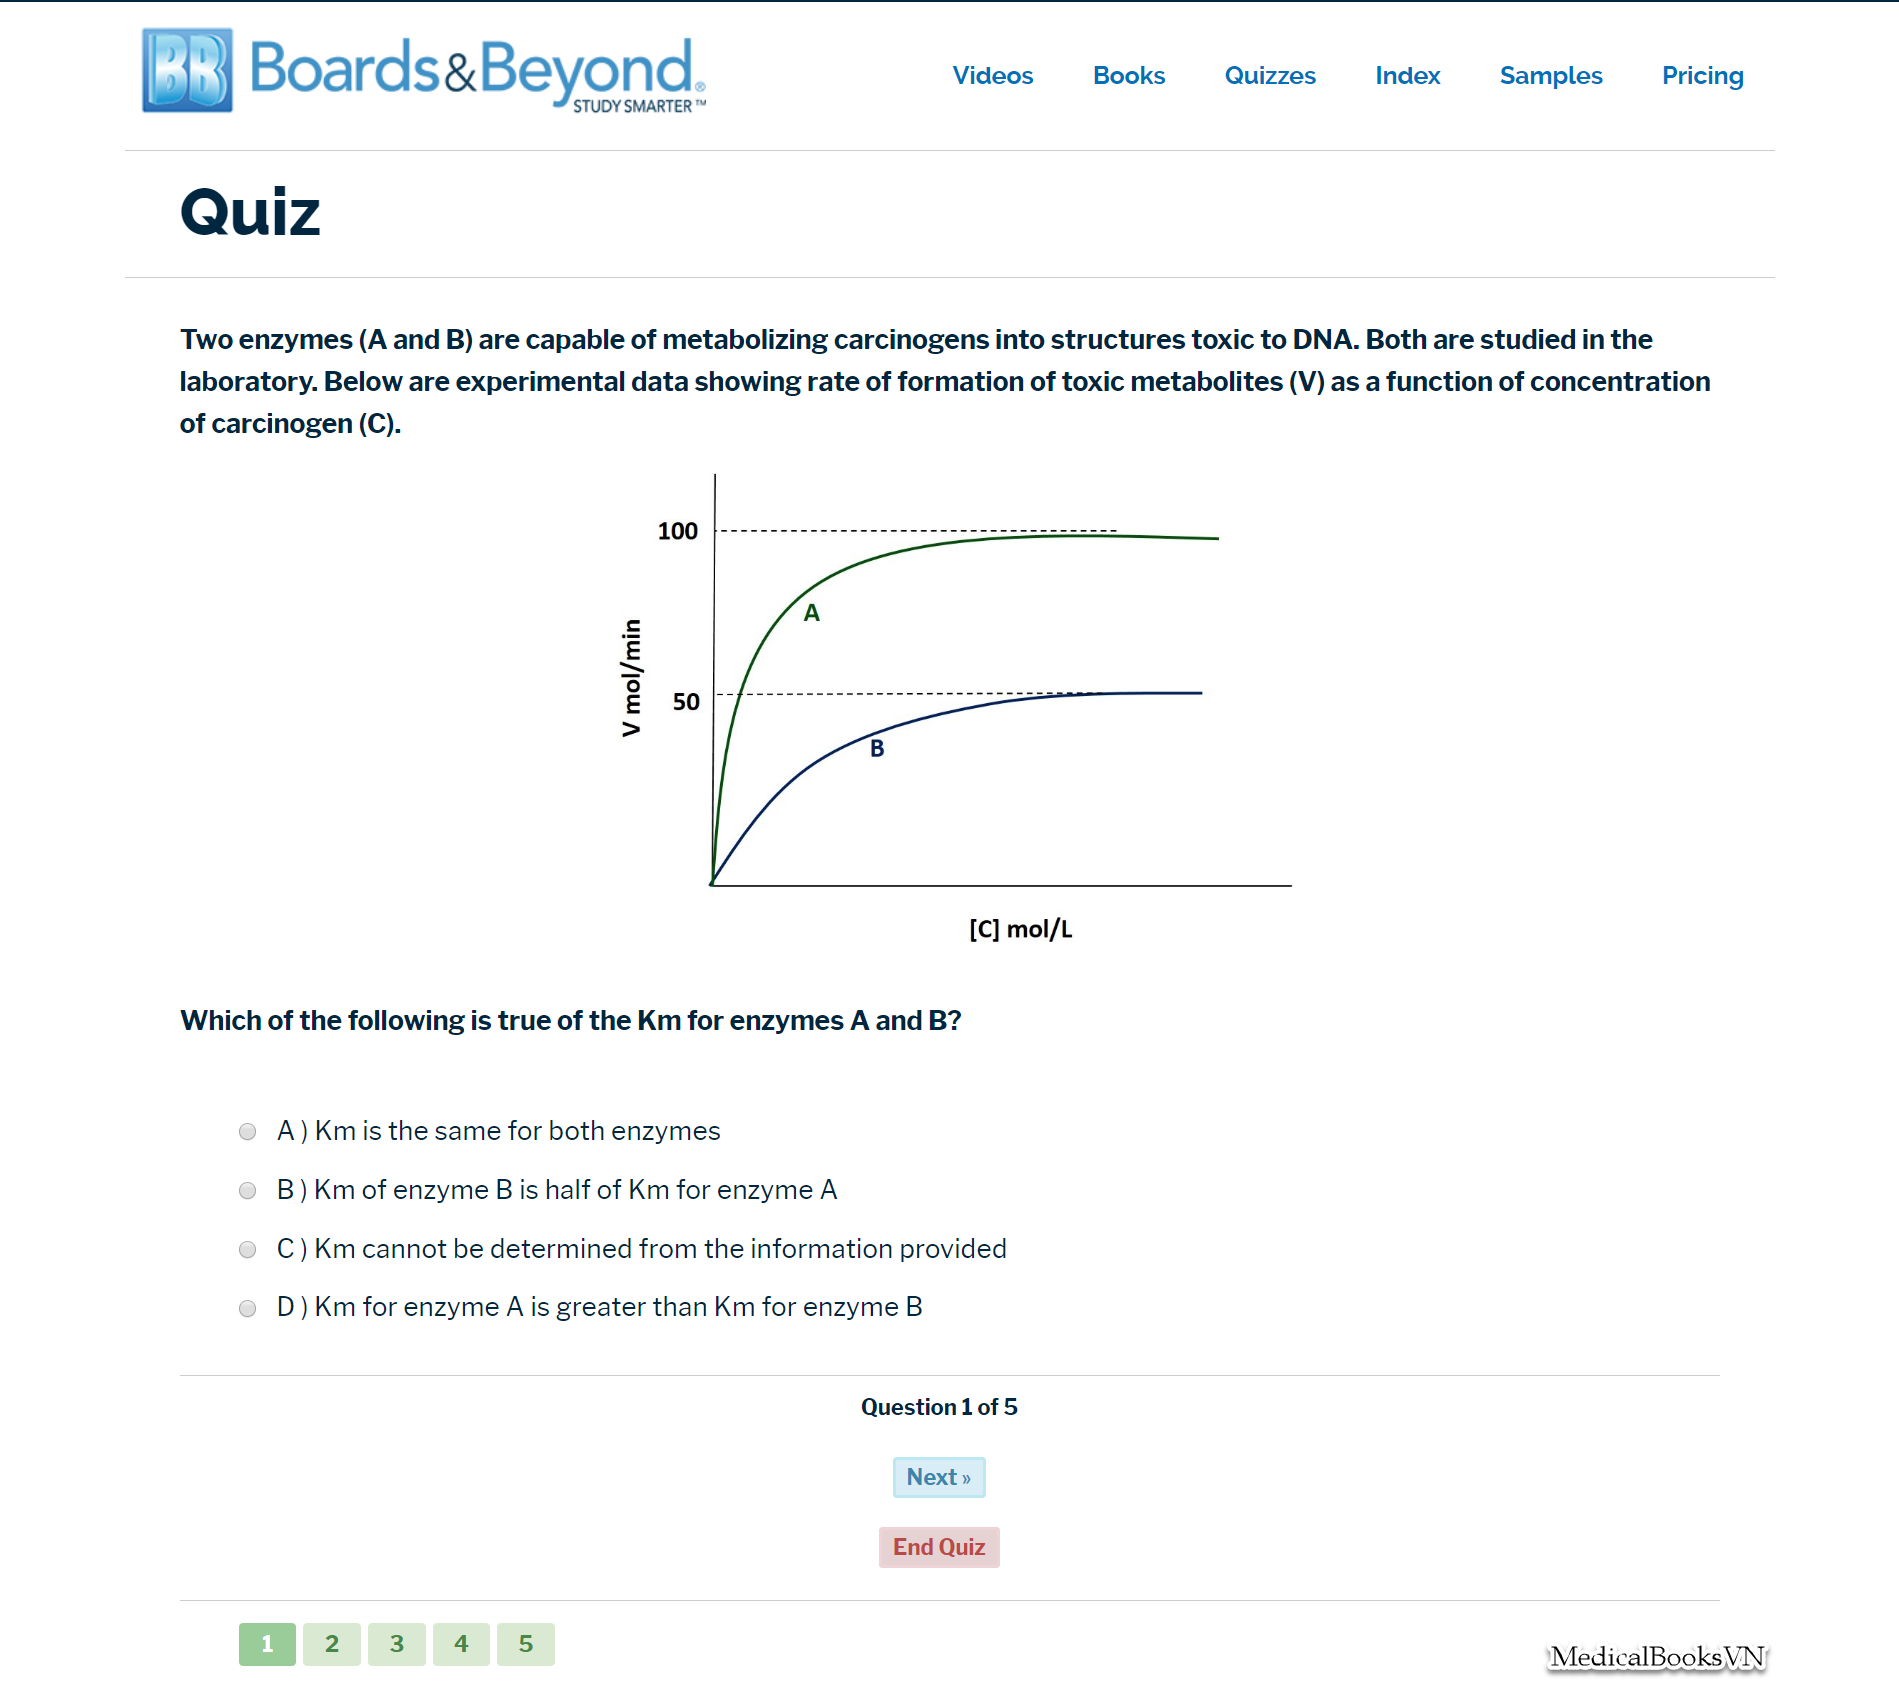 BB Boards&Beyond®
STUDY SMARTER™
Videos Books Quizzes Index Samples Pricing
Quiz
Two enzymes (A and B) are capable of metabolizing carcinogens into structures toxic to DNA. Both are studied in the
laboratory. Below are experimental data showing rate of formation of toxic metabolites (V) as a function of concentration
of carcinogen (C).
100
A
V mol/min
50
B
[C] mol/L
Which of the following is true of the Km for enzymes A and B?
A ) Km is the same for both enzymes
B ) Km of enzyme B is half of Km for enzyme A
C ) Km cannot be determined from the information provided
D ) Km for enzyme A is greater than Km for enzyme B
Question 1 of 5
Next »
End Quiz
1 2 3 4 5
MedicalBooksVN